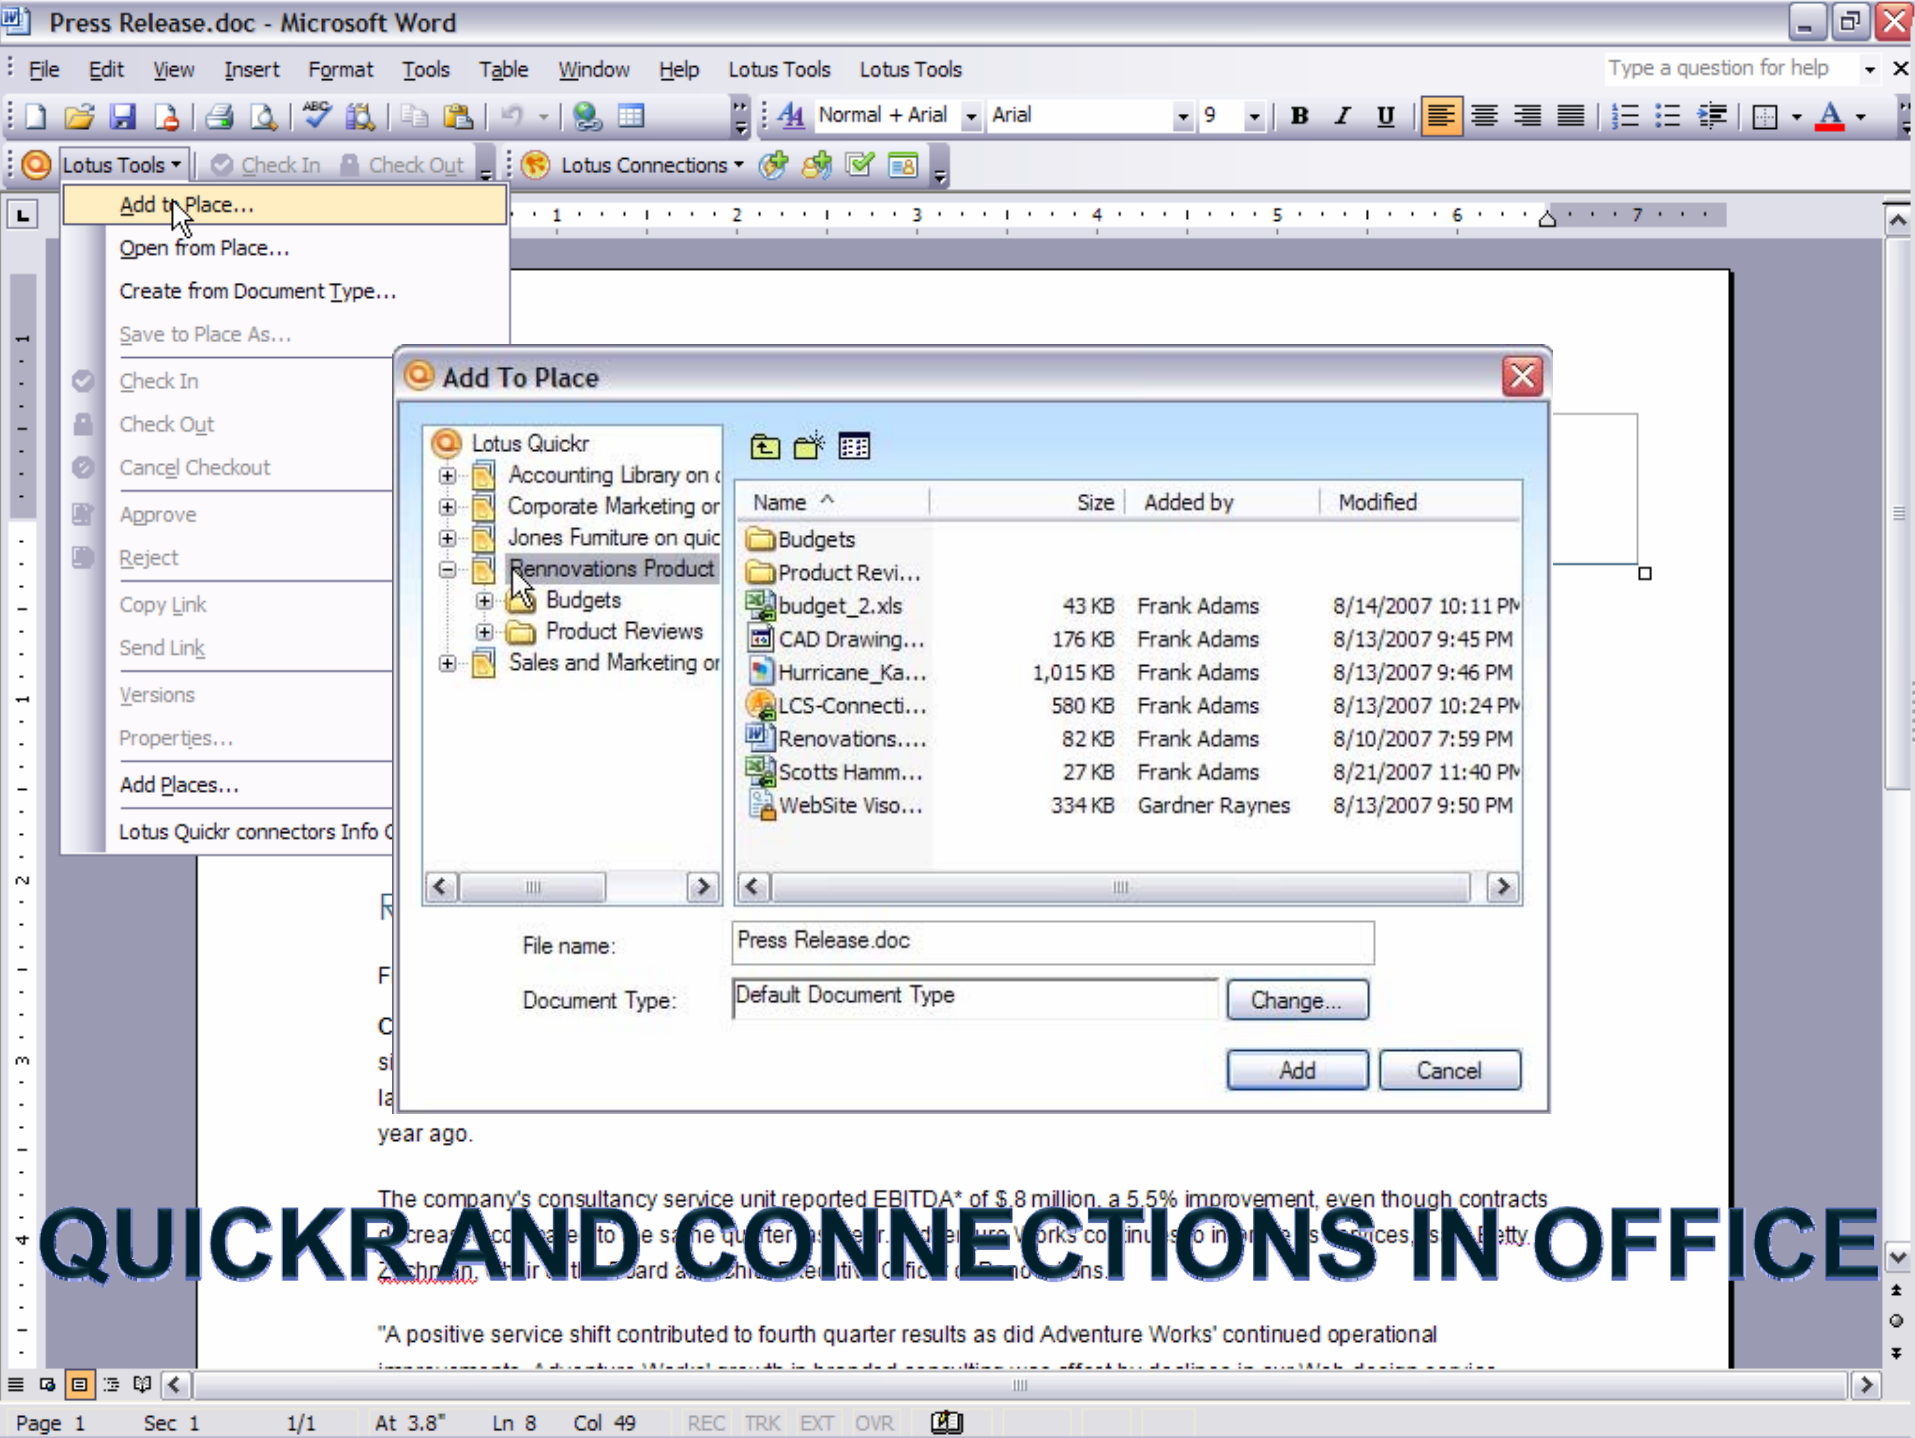 Press Release.doc - Microsoft Word
File Edit View Insert Format Tools Table Window Help Lotus Tools Lotus Tools Type a question for help
Normal + Arial Arial 9 B I U A
Lotus Tools Check In Check Out Lotus Connections
Add to Place...
Open from Place...
Create from Document Type...
Save to Place As...
Check In
Check Out
Cancel Checkout
Approve
Reject
Copy Link
Send Link
Versions
Properties...
Add Places...
Lotus Quickr connectors Info C
1 2 3 4 5 6 7
Add To Place
Lotus Quickr
Accounting Library on
Corporate Marketing or
Jones Furniture on quic
Rennovations Product
Budgets
Product Reviews
Sales and Marketing or
Name Size Added by Modified
Budgets
Product Revi...
budget_2.xls 43 KB Frank Adams 8/14/2007 10:11 PM
CAD Drawing... 176 KB Frank Adams 8/13/2007 9:45 PM
Hurricane_Ka... 1,015 KB Frank Adams 8/13/2007 9:46 PM
LCS-Connecti... 580 KB Frank Adams 8/13/2007 10:24 PM
Renovations.... 82 KB Frank Adams 8/10/2007 7:59 PM
Scotts Hamm... 27 KB Frank Adams 8/21/2007 11:40 PM
WebSite Viso... 334 KB Gardner Raynes 8/13/2007 9:50 PM
File name: Press Release.doc
Document Type: Default Document Type Change...
Add Cancel
year ago.
The company's consultancy service unit reported EBITDA* of $.8 million, a 5.5% improvement, even though contracts
QUICKR AND CONNECTIONS IN OFFICE
"A positive service shift contributed to fourth quarter results as did Adventure Works' continued operational
Page 1 Sec 1 1/1 At 3.8" Ln 8 Col 49 REC TRK EXT OVR